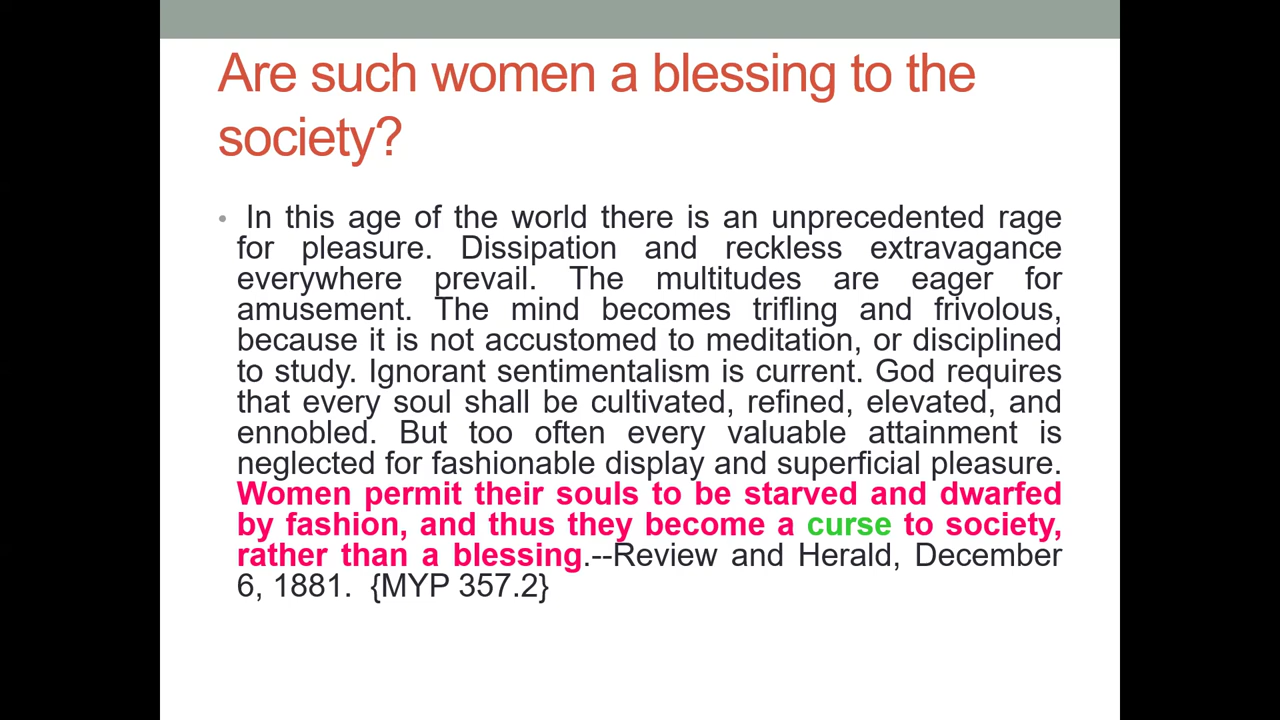 Are such women a blessing to the
society?
• In this age of the world there is an unprecedented rage
for pleasure. Dissipation and reckless extravagance
everywhere prevail. The multitudes are eager for
amusement. The mind becomes trifling and frivolous,
because it is not accustomed to meditation, or disciplined
to study. Ignorant sentimentalism is current. God requires
that every soul shall be cultivated, refined, elevated, and
ennobled. But too often every valuable attainment is
neglected for fashionable display and superficial pleasure.
Women permit their souls to be starved and dwarfed
by fashion, and thus they become a curse to society,
rather than a blessing.--Review and Herald, December
6, 1881. {MYP 357.2}